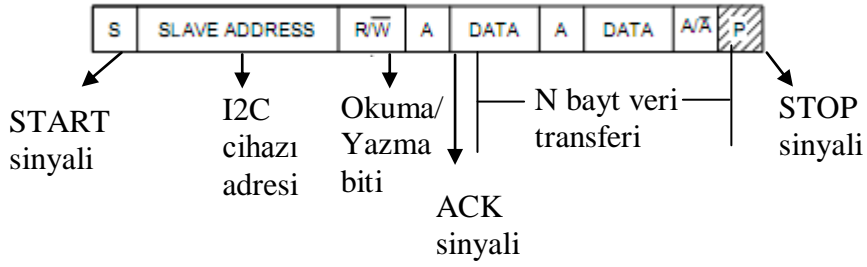 S SLAVE ADDRESS R/W̅ A DATA A DATA A/A̅ P
START
sinyali
I2C
cihazı
adresi
Okuma/
Yazma
biti
ACK
sinyali
N bayt veri
transferi
STOP
sinyali